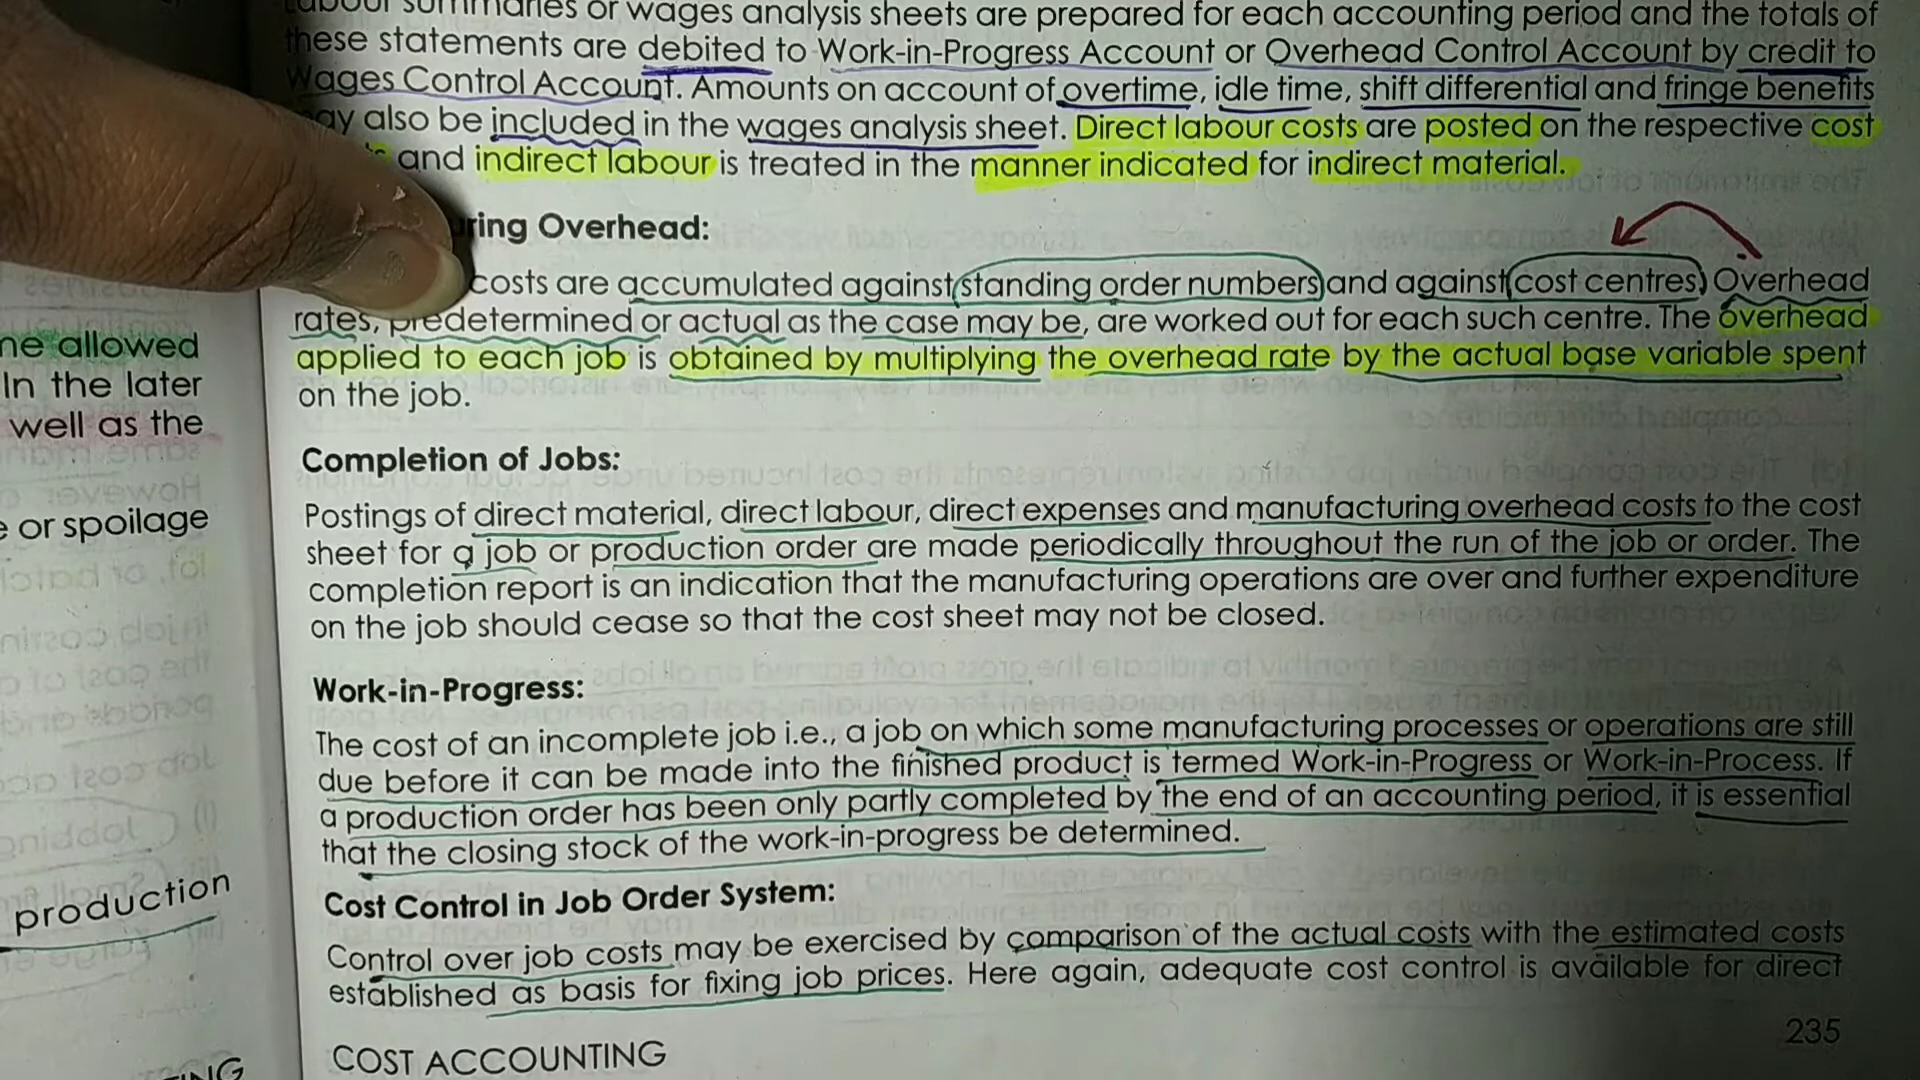 Labour summaries or wages analysis sheets are prepared for each accounting period and the totals of
these statements are debited to Work-in-Progress Account or Overhead Control Account by credit to
Wages Control Account. Amounts on account of overtime, idle time, shift differential and fringe benefits
may also be included in the wages analysis sheet. Direct labour costs are posted on the respective cost
and indirect labour is treated in the manner indicated for indirect material.
ring Overhead:
costs are accumulated against standing order numbers and against cost centres. Overhead
rates, predetermined or actual as the case may be, are worked out for each such centre. The overhead
applied to each job is obtained by multiplying the overhead rate by the actual base variable spent
on the job.
Completion of Jobs:
Postings of direct material, direct labour, direct expenses and manufacturing overhead costs to the cost
sheet for a job or production order are made periodically throughout the run of the job or order. The
completion report is an indication that the manufacturing operations are over and further expenditure
on the job should cease so that the cost sheet may not be closed.
Work-in-Progress:
The cost of an incomplete job i.e., a job on which some manufacturing processes or operations are still
due before it can be made into the finished product is termed Work-in-Progress or Work-in-Process. If
a production order has been only partly completed by the end of an accounting period, it is essential
that the closing stock of the work-in-progress be determined.
Cost Control in Job Order System:
Control over job costs may be exercised by comparison of the actual costs with the estimated costs
established as basis for fixing job prices. Here again, adequate cost control is available for direct
235
COST ACCOUNTING
ne allowed
In the later
well as the
or spoilage
production